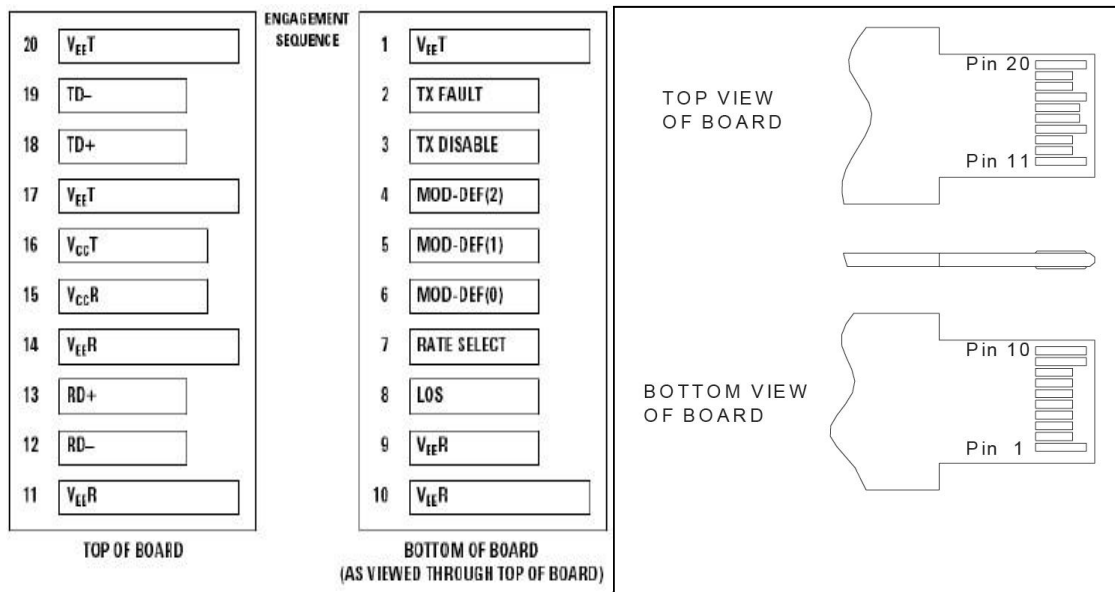 ENGAGEMENT
SEQUENCE
20 VEET
19 TD–
18 TD+
17 VEET
16 VCCT
15 VCCR
14 VEER
13 RD+
12 RD–
11 VEER
TOP OF BOARD
1 VEET
2 TX FAULT
3 TX DISABLE
4 MOD-DEF(2)
5 MOD-DEF(1)
6 MOD-DEF(0)
7 RATE SELECT
8 LOS
9 VEER
10 VEER
BOTTOM OF BOARD
(AS VIEWED THROUGH TOP OF BOARD)
TOP VIEW
OF BOARD
Pin 20
Pin 11
BOTTOM VIEW
OF BOARD
Pin 10
Pin 1